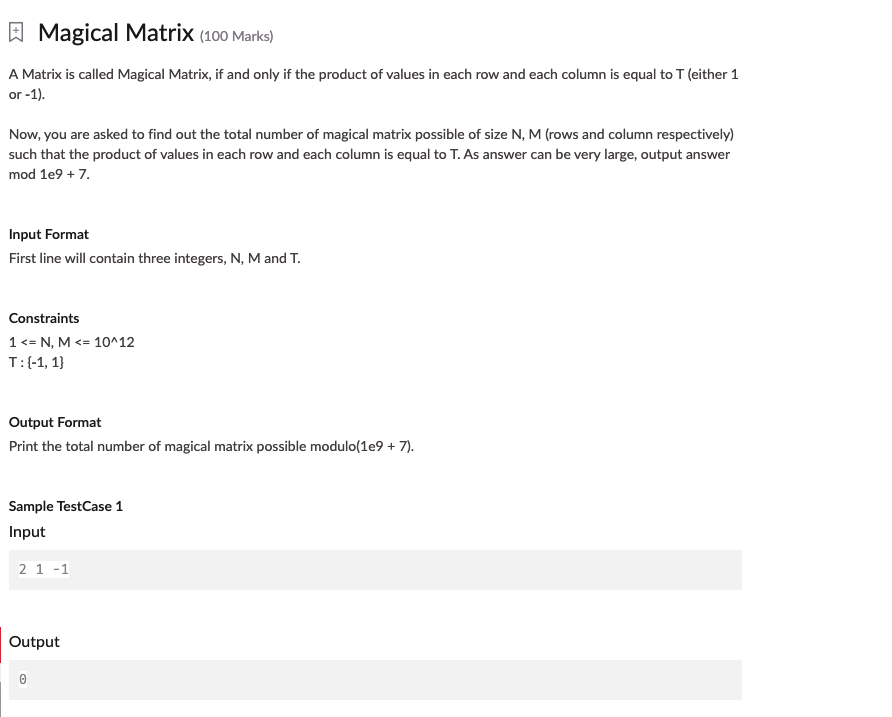 Magical Matrix (100 Marks)
A Matrix is called Magical Matrix, if and only if the product of values in each row and each column is equal to T (either 1
or -1).
Now, you are asked to find out the total number of magical matrix possible of size N, M (rows and column respectively)
such that the product of values in each row and each column is equal to T. As answer can be very large, output answer
mod 1e9 + 7.
Input Format
First line will contain three integers, N, M and T.
Constraints
1 <= N, M <= 10^12
T : {-1, 1}
Output Format
Print the total number of magical matrix possible modulo(1e9 + 7).
Sample TestCase 1
Input
2 1 -1
Output
0